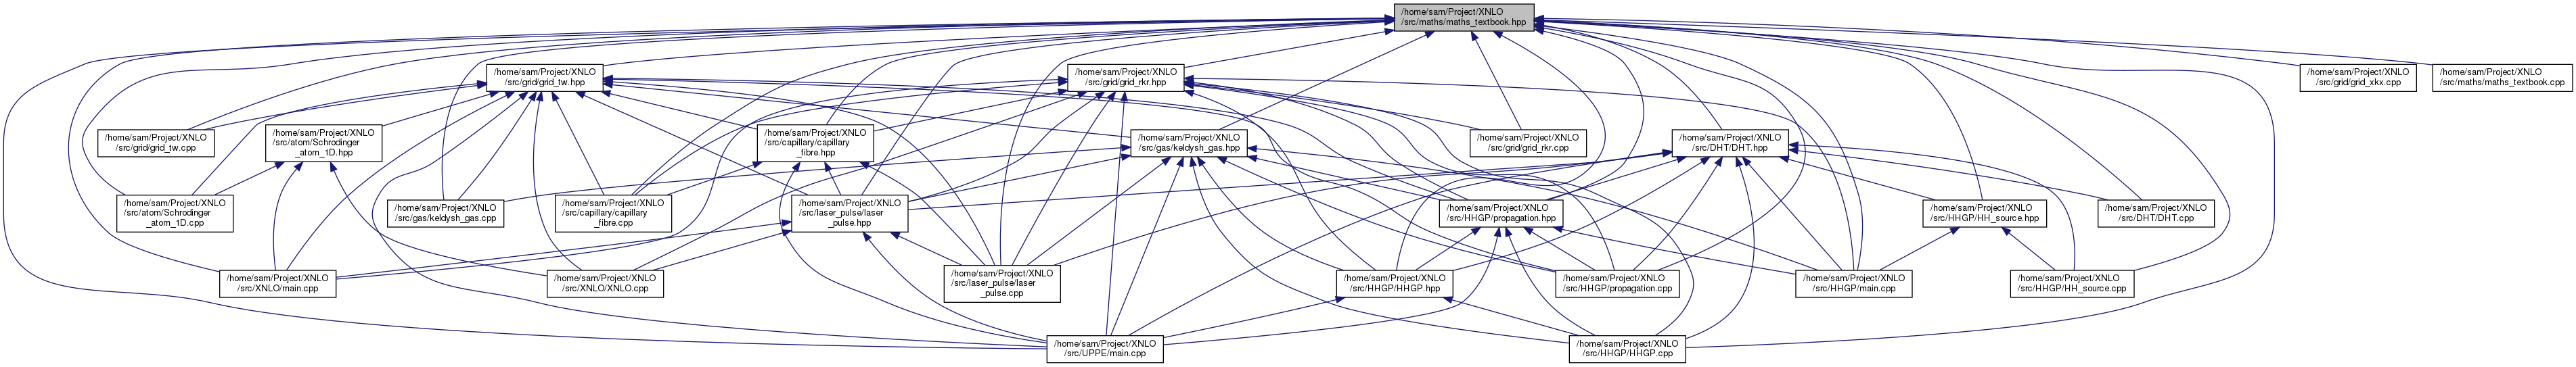 /home/sam/Project/XNLO
/src/maths/maths_textbook.hpp
/home/sam/Project/XNLO
/src/grid/grid_tw.hpp
/home/sam/Project/XNLO
/src/grid/grid_rkr.hpp
/home/sam/Project/XNLO
/src/grid/grid_xkx.cpp
/home/sam/Project/XNLO
/src/maths/maths_textbook.cpp
/home/sam/Project/XNLO
/src/grid/grid_tw.cpp
/home/sam/Project/XNLO
/src/atom/Schrodinger
_atom_1D.hpp
/home/sam/Project/XNLO
/src/capillary/capillary
_fibre.hpp
/home/sam/Project/XNLO
/src/gas/keldysh_gas.hpp
/home/sam/Project/XNLO
/src/grid/grid_rkr.cpp
/home/sam/Project/XNLO
/src/DHT/DHT.hpp
/home/sam/Project/XNLO
/src/atom/Schrodinger
_atom_1D.cpp
/home/sam/Project/XNLO
/src/gas/keldysh_gas.cpp
/home/sam/Project/XNLO
/src/capillary/capillary
_fibre.cpp
/home/sam/Project/XNLO
/src/laser_pulse/laser
_pulse.hpp
/home/sam/Project/XNLO
/src/HHGP/propagation.hpp
/home/sam/Project/XNLO
/src/HHGP/HH_source.hpp
/home/sam/Project/XNLO
/src/DHT/DHT.cpp
/home/sam/Project/XNLO
/src/XNLO/main.cpp
/home/sam/Project/XNLO
/src/XNLO/XNLO.cpp
/home/sam/Project/XNLO
/src/laser_pulse/laser
_pulse.cpp
/home/sam/Project/XNLO
/src/HHGP/HHGP.hpp
/home/sam/Project/XNLO
/src/HHGP/propagation.cpp
/home/sam/Project/XNLO
/src/HHGP/main.cpp
/home/sam/Project/XNLO
/src/HHGP/HH_source.cpp
/home/sam/Project/XNLO
/src/UPPE/main.cpp
/home/sam/Project/XNLO
/src/HHGP/HHGP.cpp